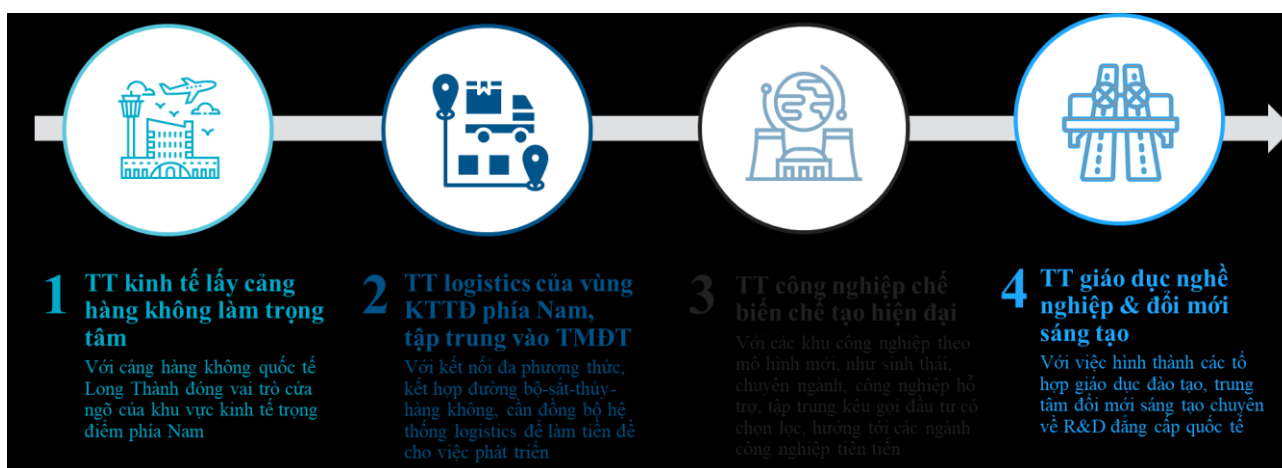 1
TT kinh tế lấy cảng
hàng không làm trọng
tâm
Với cảng hàng không quốc tế
Long Thành đóng vai trò cửa
ngõ của khu vực kinh tế trọng
điểm phía Nam
2
TT logistics của vùng
KTTĐ phía Nam,
tập trung vào TMĐT
Với kết nối đa phương thức,
kết hợp đường bộ-sắt-thủy-
hàng không, cần đồng bộ hệ
thống logistics để làm tiền đề
cho việc phát triển
3
TT công nghiệp chế
biến chế tạo hiện đại
Với các khu công nghiệp theo
mô hình mới, như sinh thái,
chuyên ngành, công nghiệp hỗ
trợ, tập trung kêu gọi đầu tư có
chọn lọc, hướng tới các ngành
công nghiệp tiên tiến
4
TT giáo dục nghề
nghiệp & đổi mới
sáng tạo
Với việc hình thành các tổ
hợp giáo dục đào tạo, trung
tâm đổi mới sáng tạo chuyên
về R&D đẳng cấp quốc tế